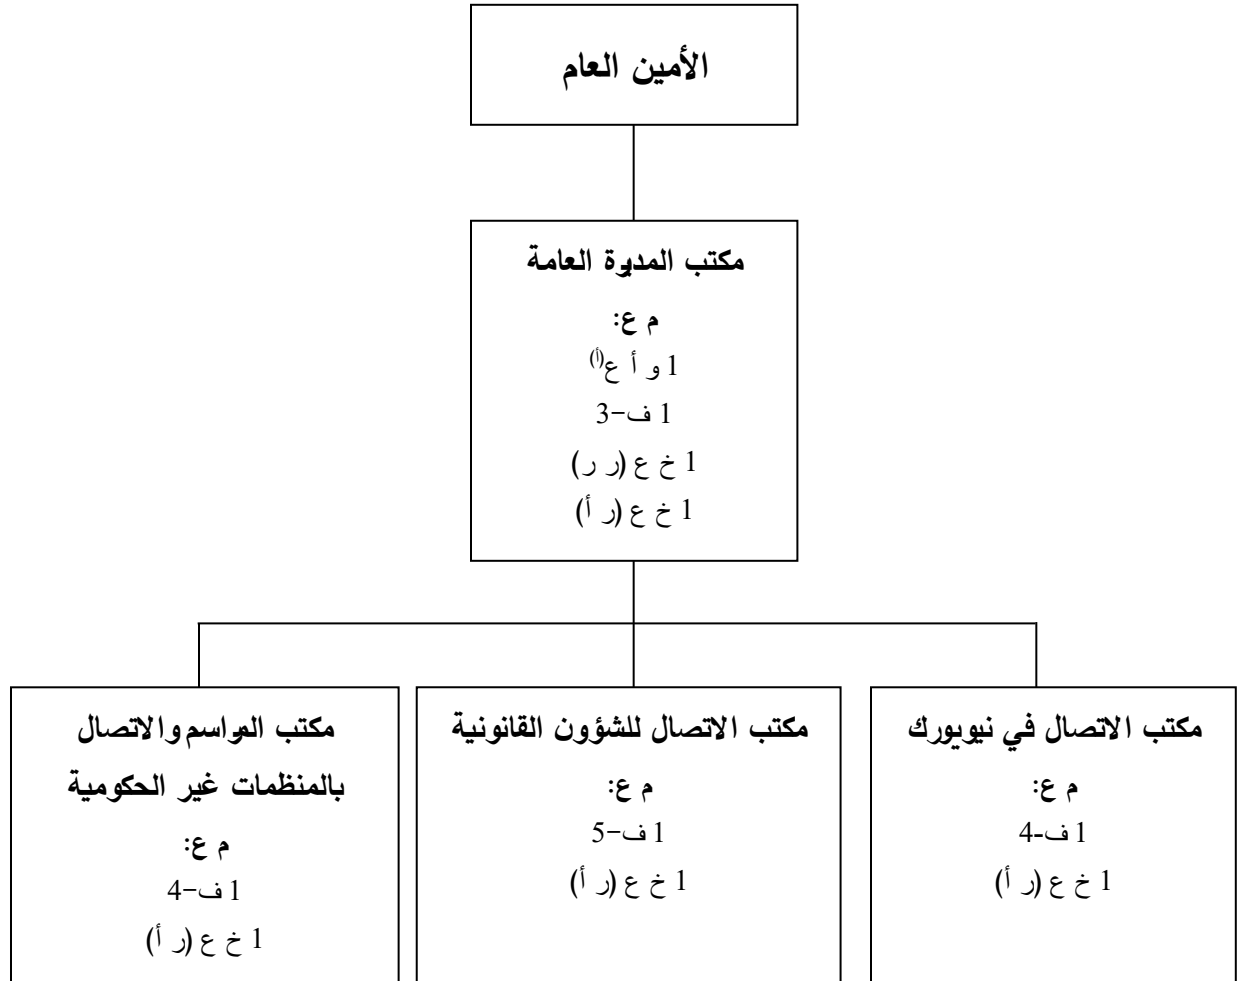 الأمين العام
مكتب المديرة العامة
م ع:
1 و أ ع(أ)
1 ف-3
1 خ ع (ر ر)
1 خ ع (ر أ)
مكتب الاتصال في نيويورك
م ع:
1 ف-4
1 خ ع (ر أ)
مكتب الاتصال للشؤون القانونية
م ع:
1 ف-5
1 خ ع (ر أ)
مكتب المراسم والاتصال
بالمنظمات غير الحكومية
م ع:
1 ف-4
1 خ ع (ر أ)